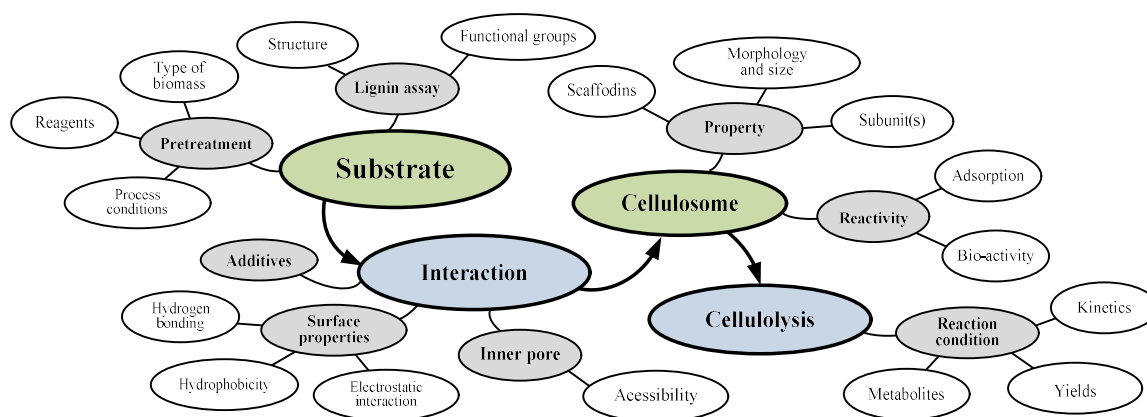 Structure
Functional groups
Lignin assay
Type of
biomass
Reagents
Pretreatment
Process
conditions
Substrate
Morphology
and size
Scaffodins
Property
Subunit(s)
Cellulosome
Adsorption
Reactivity
Bio-activity
Additives
Interaction
Hydrogen
bonding
Surface
properties
Hydrophobicity
Electrostatic
interaction
Inner pore
Acessibility
Cellulolysis
Reaction
condition
Kinetics
Metabolites
Yields